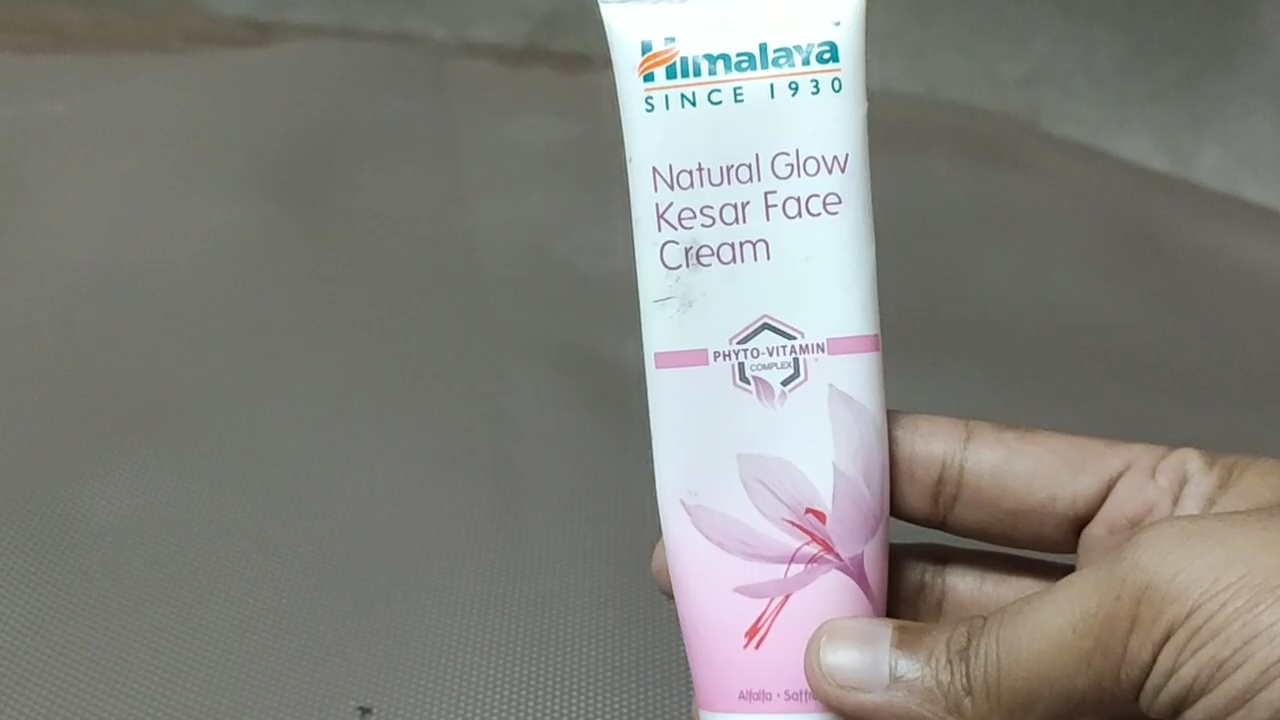 Himalaya
SINCE 1930
Natural Glow
Kesar Face
Cream
PHYTO-VITAMIN
COMPLEX
Alfalfa •